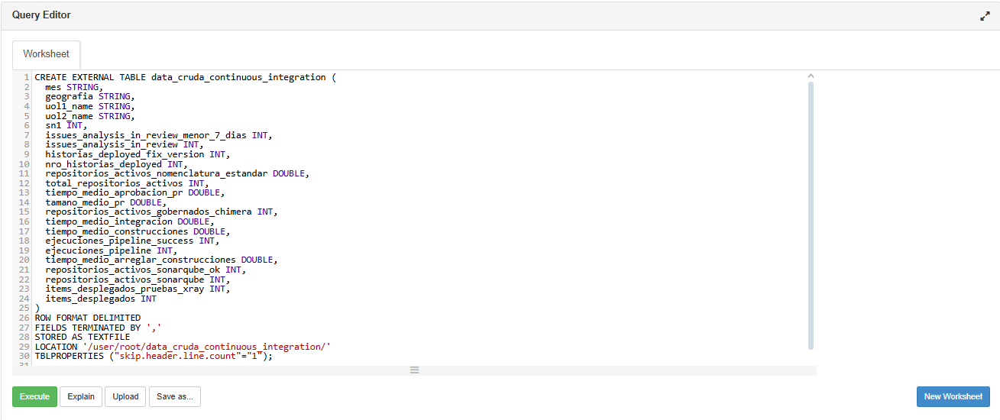 Query Editor
Worksheet
1 CREATE EXTERNAL TABLE data_cruda_continuous_integration (
2 mes STRING,
3 geografia STRING,
4 uol1_name STRING,
5 uol2_name STRING,
6 sn1 INT,
7 issues_analysis_in_review_menor_7_dias INT,
8 issues_analysis_in_review INT,
9 historias_deployed_fix_version INT,
10 nro_historias_deployed INT,
11 repositorios_activos_nomenclatura_estandar DOUBLE,
12 total_repositorios_activos INT,
13 tiempo_medio_aprobacion_pr DOUBLE,
14 tamano_medio_pr DOUBLE,
15 repositorios_activos_gobernados_chimera INT,
16 tiempo_medio_integracion DOUBLE,
17 tiempo_medio_construcciones DOUBLE,
18 ejecuciones_pipeline_success INT,
19 ejecuciones_pipeline INT,
20 tiempo_medio_arreglar_construcciones DOUBLE,
21 repositorios_activos_sonarqube_ok INT,
22 repositorios_activos_sonarqube INT,
23 items_desplegados_pruebas_xray INT,
24 items_desplegados INT
25 )
26 ROW FORMAT DELIMITED
27 FIELDS TERMINATED BY ','
28 STORED AS TEXTFILE
29 LOCATION '/user/root/data_cruda_continuous_integration/'
30 TBLPROPERTIES ("skip.header.line.count"="1");
31
Execute Explain Upload Save as... New Worksheet